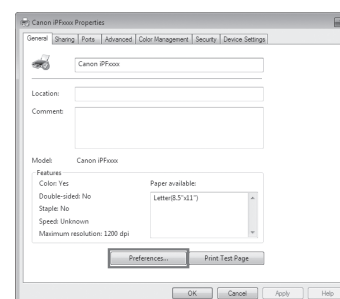 Canon iPFxxxx Properties
General Sharing Ports Advanced Color Management Security Device Settings
Canon iPFxxxx
Location:
Comment:
Model: Canon iPFxxxx
Features
Color: Yes
Double-sided: No
Staple: No
Speed: Unknown
Maximum resolution: 1200 dpi
Paper available:
Letter(8.5"x11")
Preferences... Print Test Page
OK Cancel Apply Help